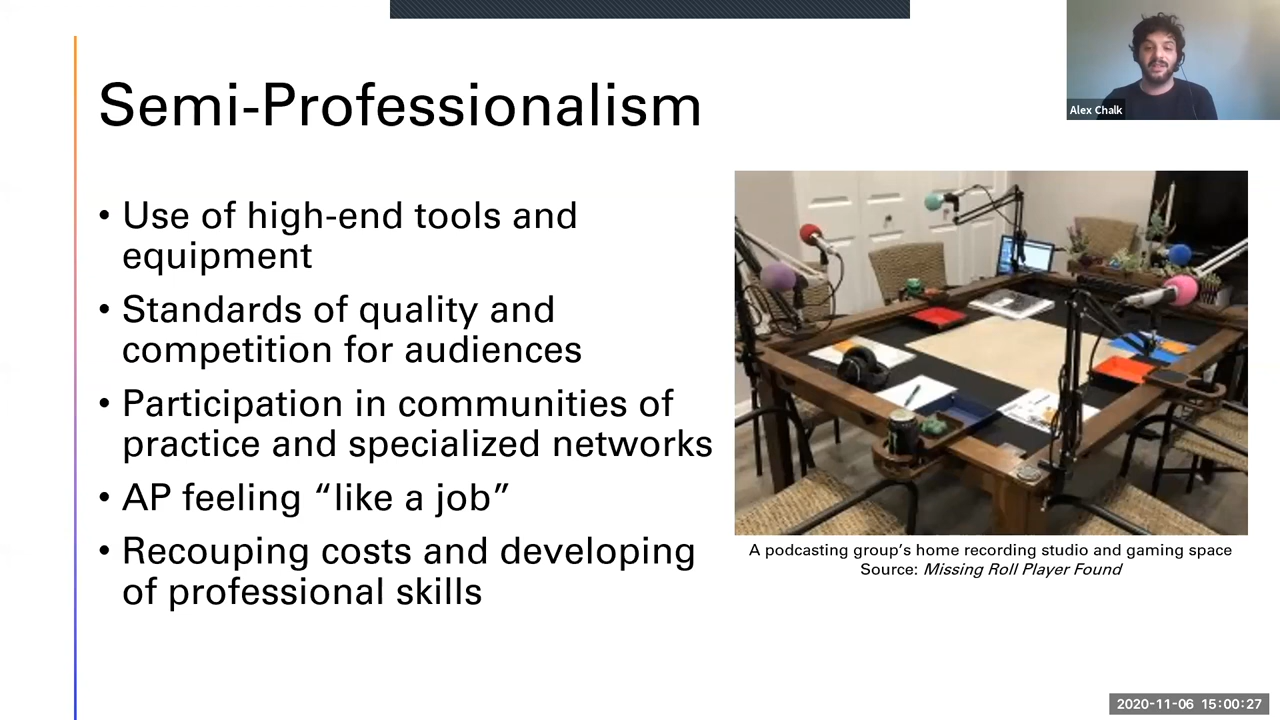 Semi-Professionalism
Alex Chalk
• Use of high-end tools and
equipment
• Standards of quality and
competition for audiences
• Participation in communities of
practice and specialized networks
• AP feeling “like a job”
• Recouping costs and developing
of professional skills
A podcasting group’s home recording studio and gaming space
Source: Missing Roll Player Found
2020-11-06 15:00:27